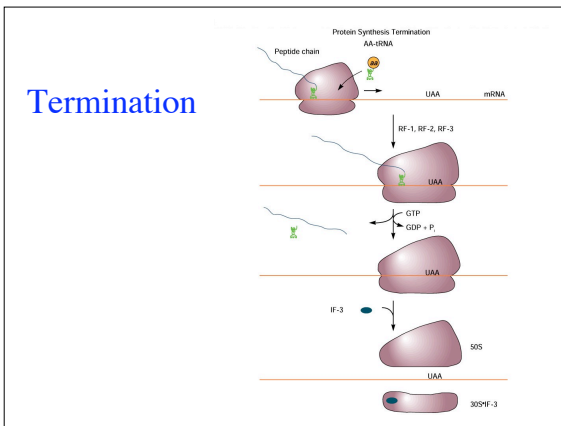 Protein Synthesis Termination
AA-tRNA
Peptide chain
AA
Termination
UAA mRNA
RF-1, RF-2, RF-3
UAA
GTP
GDP + Pi
UAA
IF-3
50S
UAA
30S•IF-3